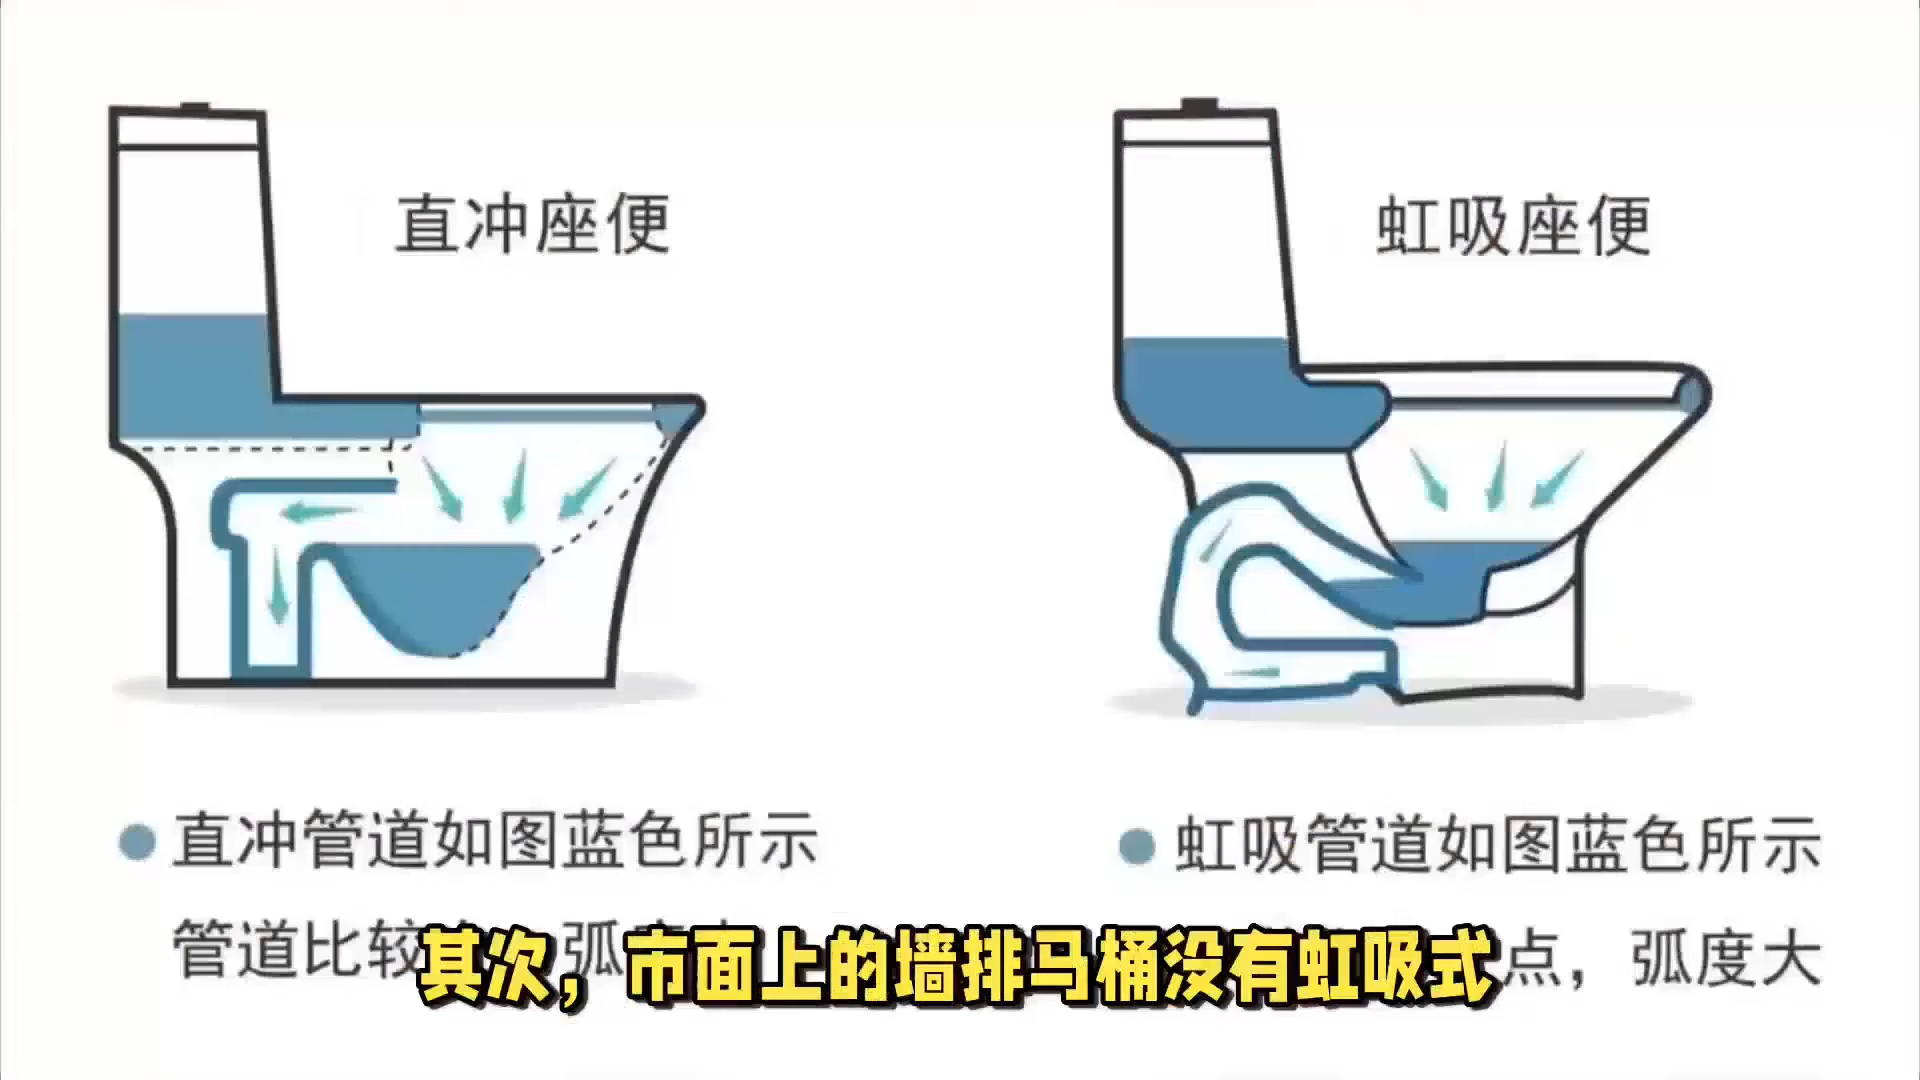 直冲座便
虹吸座便
直冲管道如图蓝色所示
虹吸管道如图蓝色所示
管道比较 弧
点，弧度大
其次，市面上的墙排马桶没有虹吸式